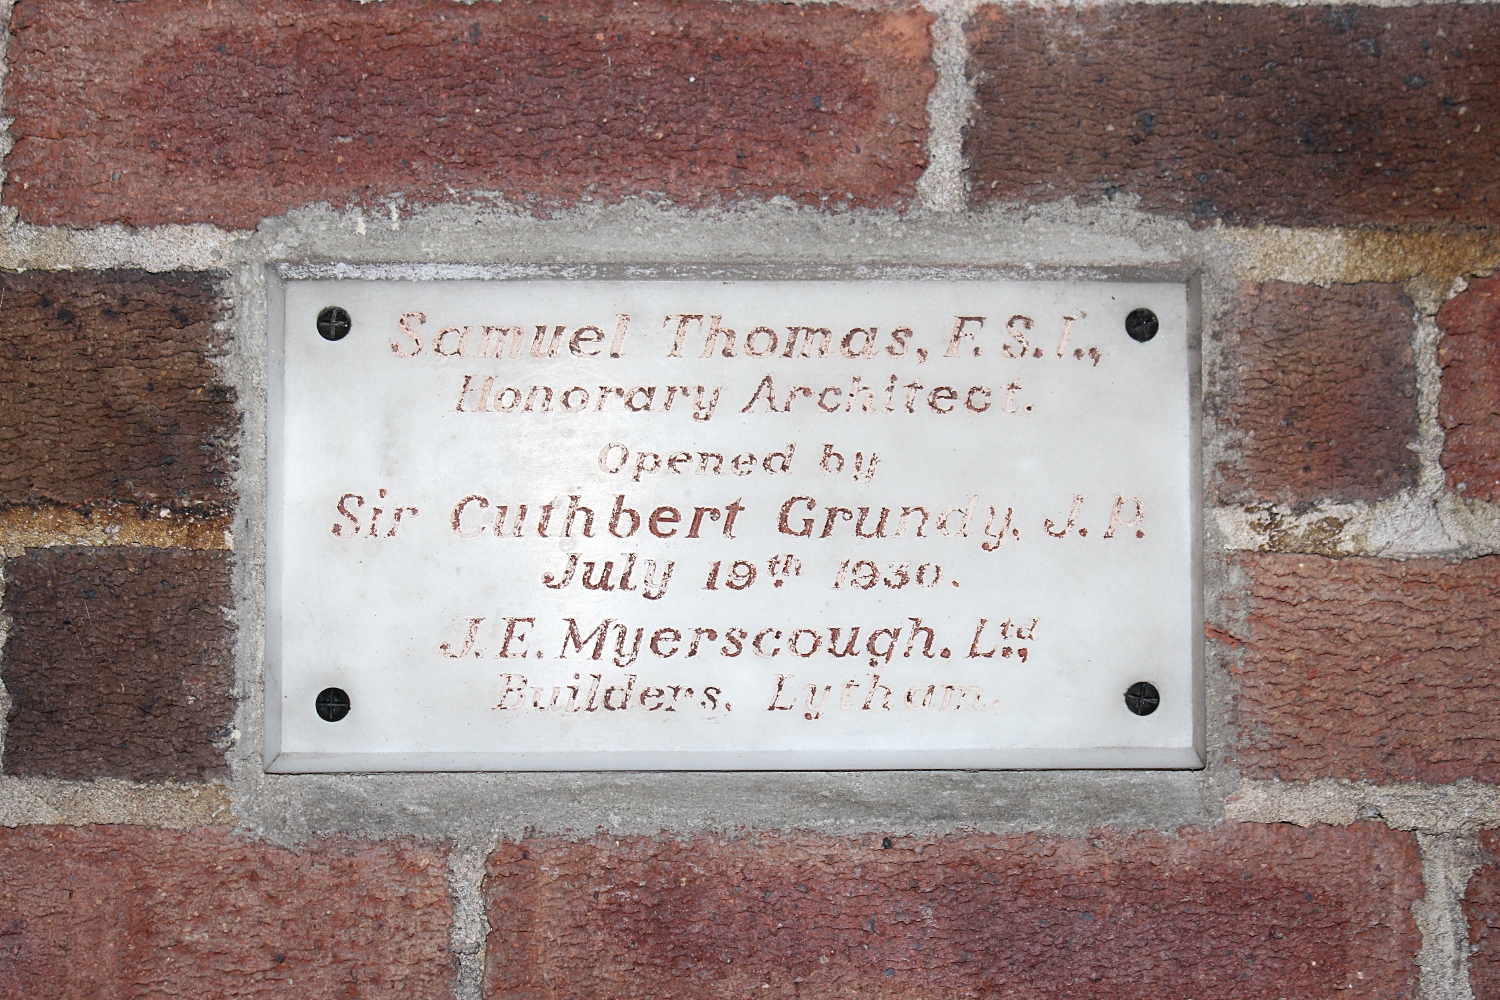 Samuel Thomas, F.S.I.,
Honorary Architect.
Opened by
Sir Cuthbert Grundy, J.P.
July 19th 1930.
J.E. Myerscough. Ltd,
Builders, Lytham.